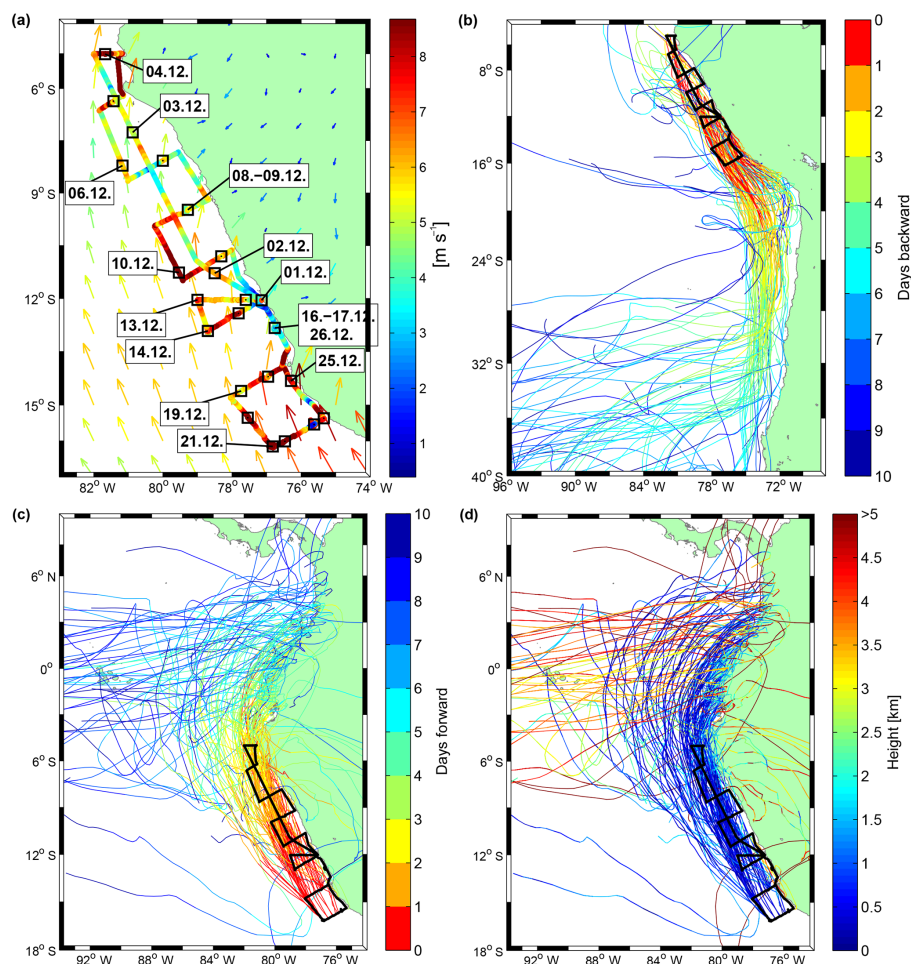 (a)
6° S
9° S
12° S
15° S
82° W
80° W
78° W
76° W
74° W
04.12.
03.12.
06.12.
08.−09.12.
02.12.
10.12.
01.12.
13.12.
16.−17.12.
26.12.
14.12.
25.12.
19.12.
21.12.
8
7
6
5
4
3
2
1
[m s⁻¹]
(b)
8° S
16° S
24° S
32° S
40° S
96° W
90° W
84° W
78° W
72° W
0
1
2
3
4
5
6
7
8
9
10
Days backward
(c)
6° N
0°
6° S
12° S
18° S
92° W
88° W
84° W
80° W
76° W
10
9
8
7
6
5
4
3
2
1
0
Days forward
(d)
6° N
0°
6° S
12° S
18° S
92° W
88° W
84° W
80° W
76° W
>5
4.5
4
3.5
3
2.5
2
1.5
1
0.5
0
Height [km]